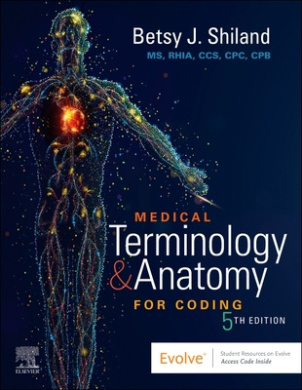 Betsy J. Shiland
MS, RHIA, CCS, CPC, CPB
MEDICAL
Terminology
&Anatomy
FOR CODING
5TH EDITION
ELSEVIER
Evolve®
Student Resources on Evolve
Access Code Inside